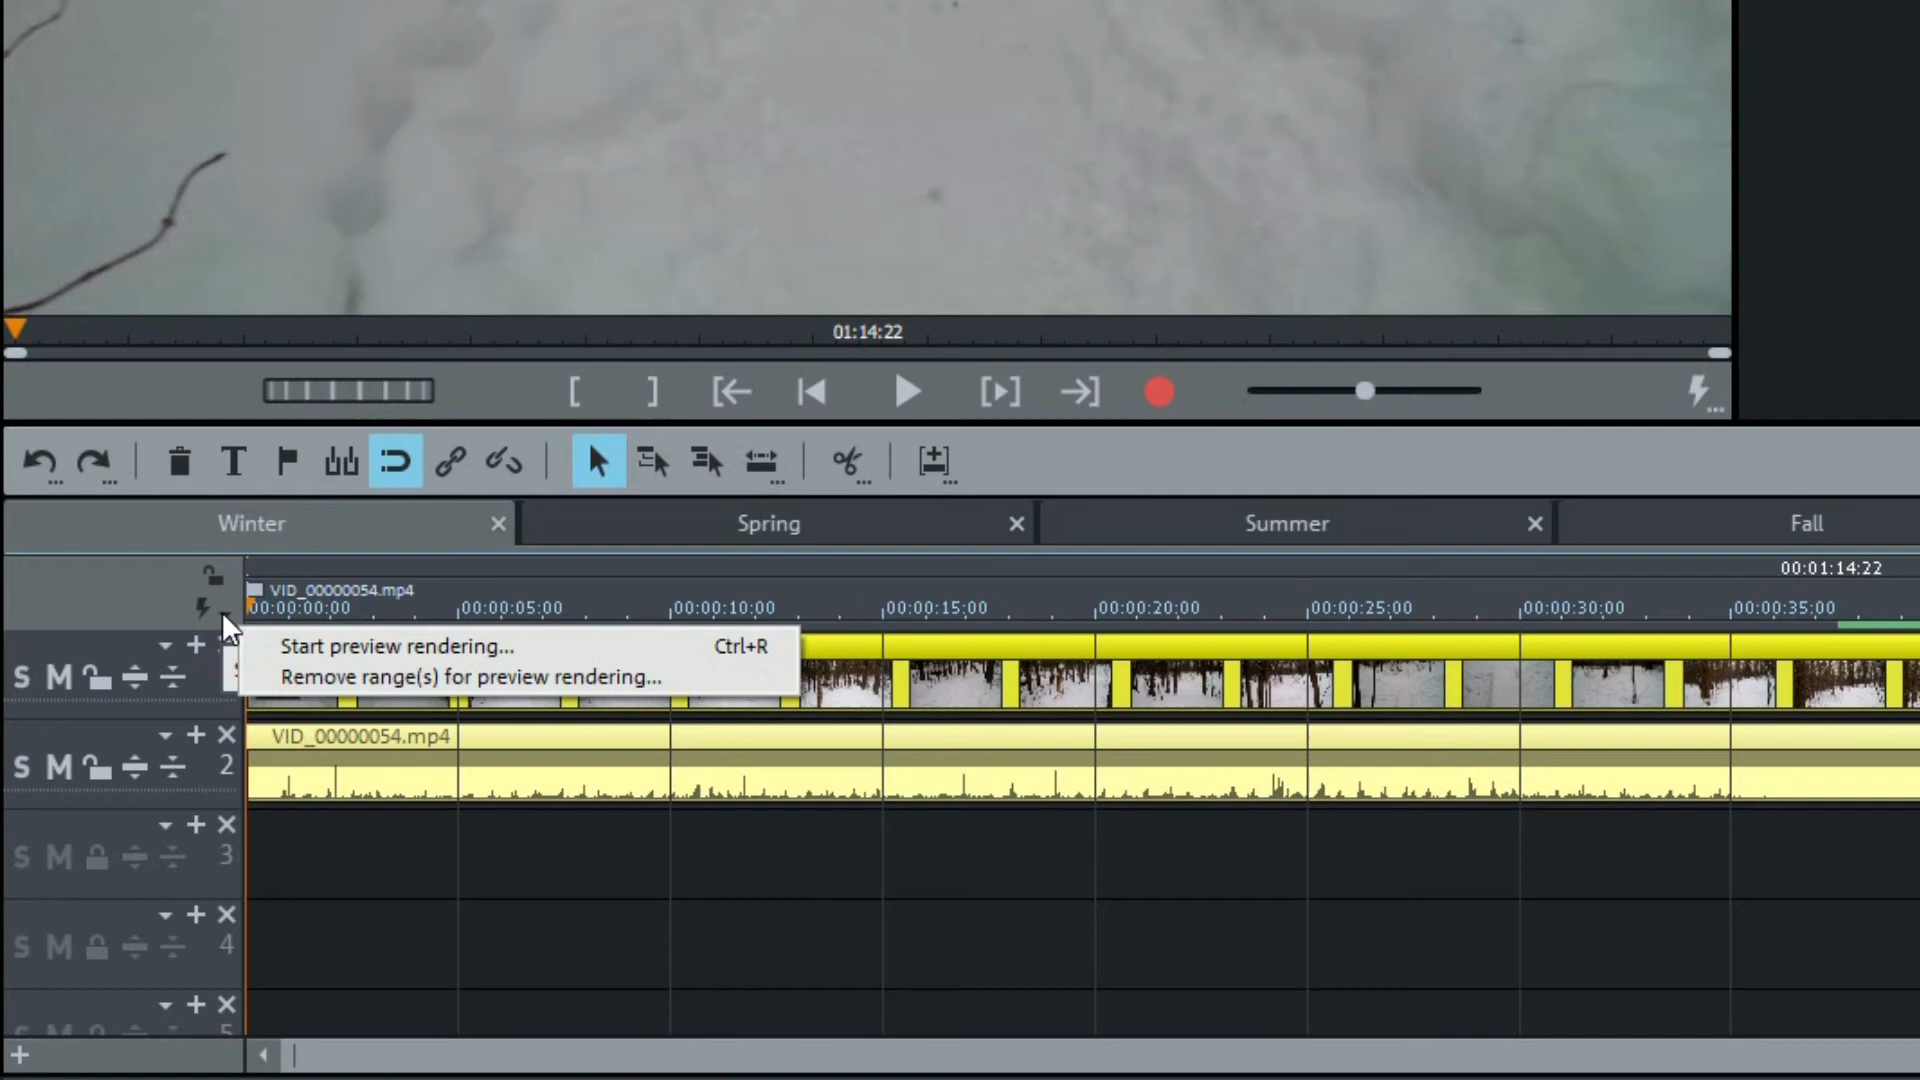 01:14:22
Winter
Spring
Summer
Fall
00:01:14:22
VID_00000054.mp4
00:00:00:00 00:00:05:00 00:00:10:00 00:00:15:00 00:00:20:00 00:00:25:00 00:00:30:00 00:00:35:00
Start preview rendering... Ctrl+R
Remove range(s) for preview rendering...
S M
VID_00000054.mp4
S M 2
S M 3
S M 4
S M 5